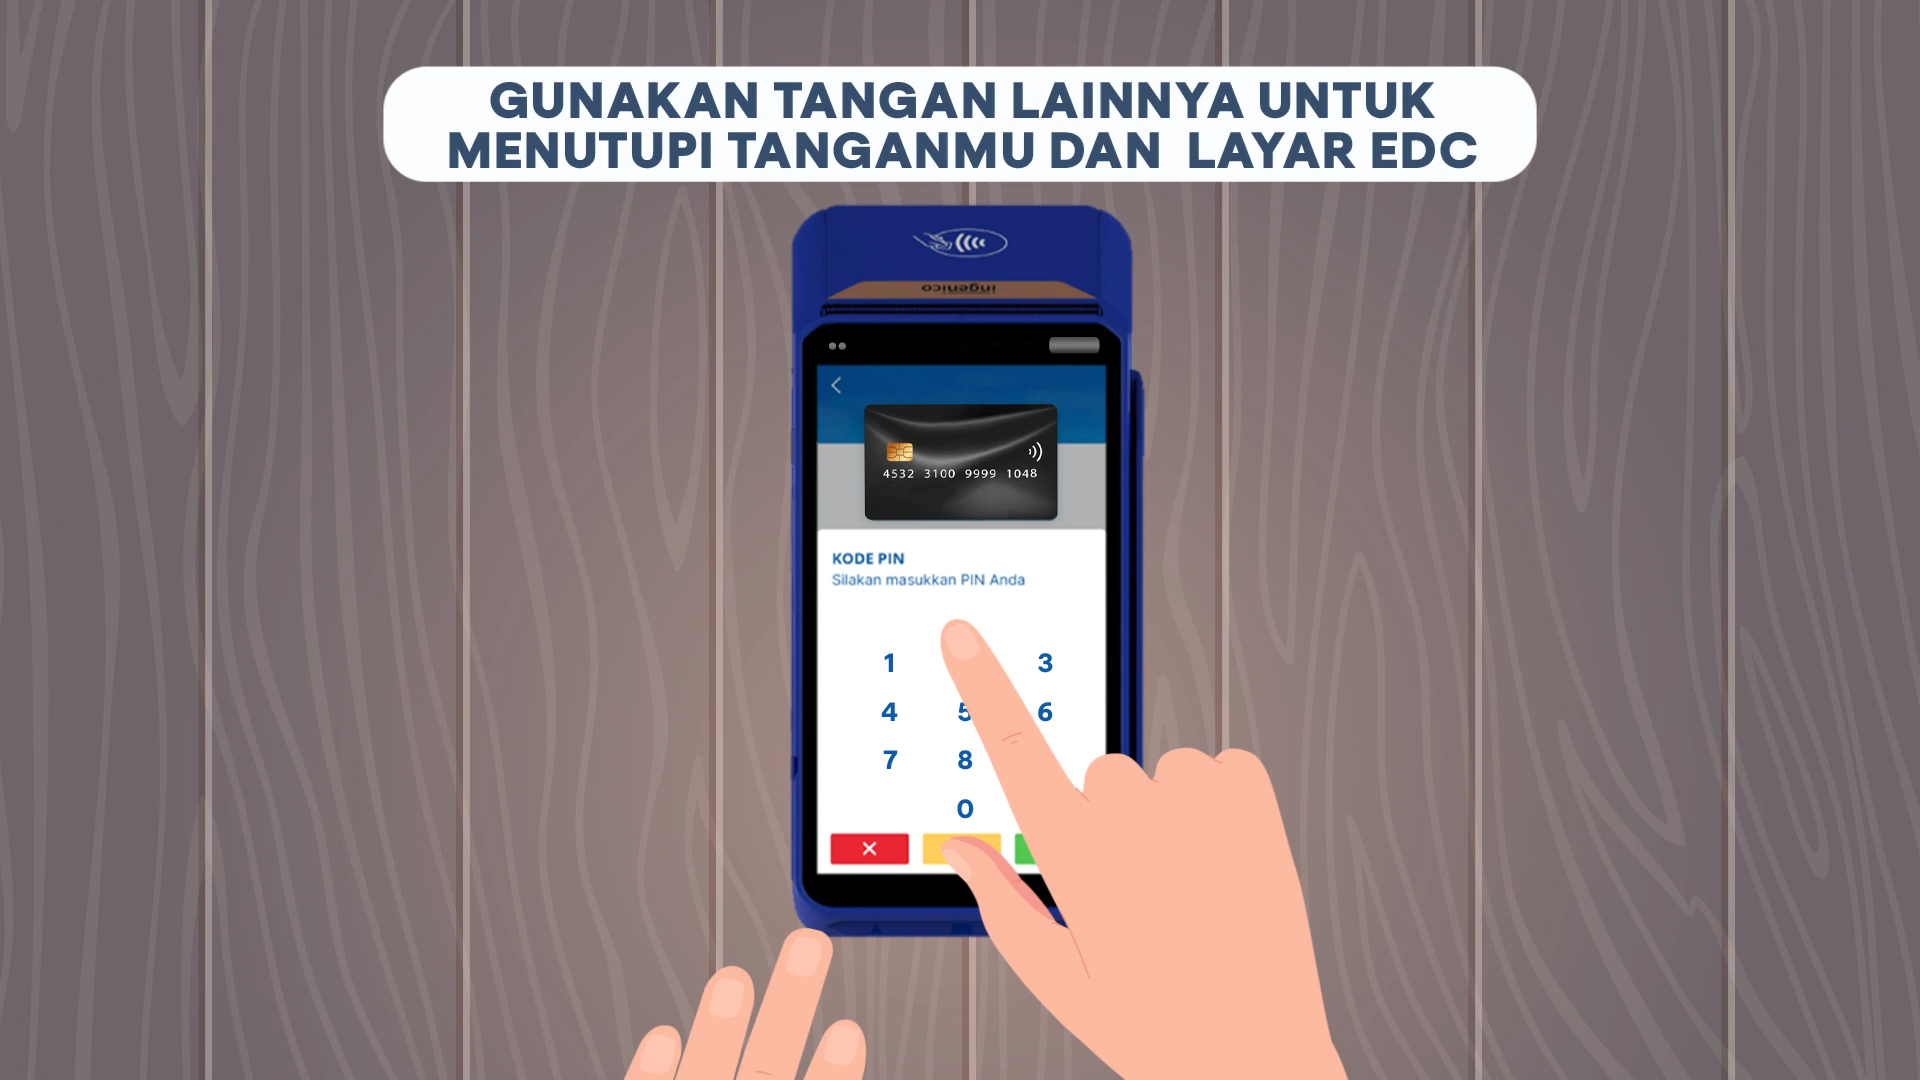 GUNAKAN TANGAN LAINNYA UNTUK
MENUTUPI TANGANMU DAN LAYAR EDC
ingenico
4532 3100 9999 1048
KODE PIN
Silakan masukkan PIN Anda
1 3
4 5 6
7 8
0